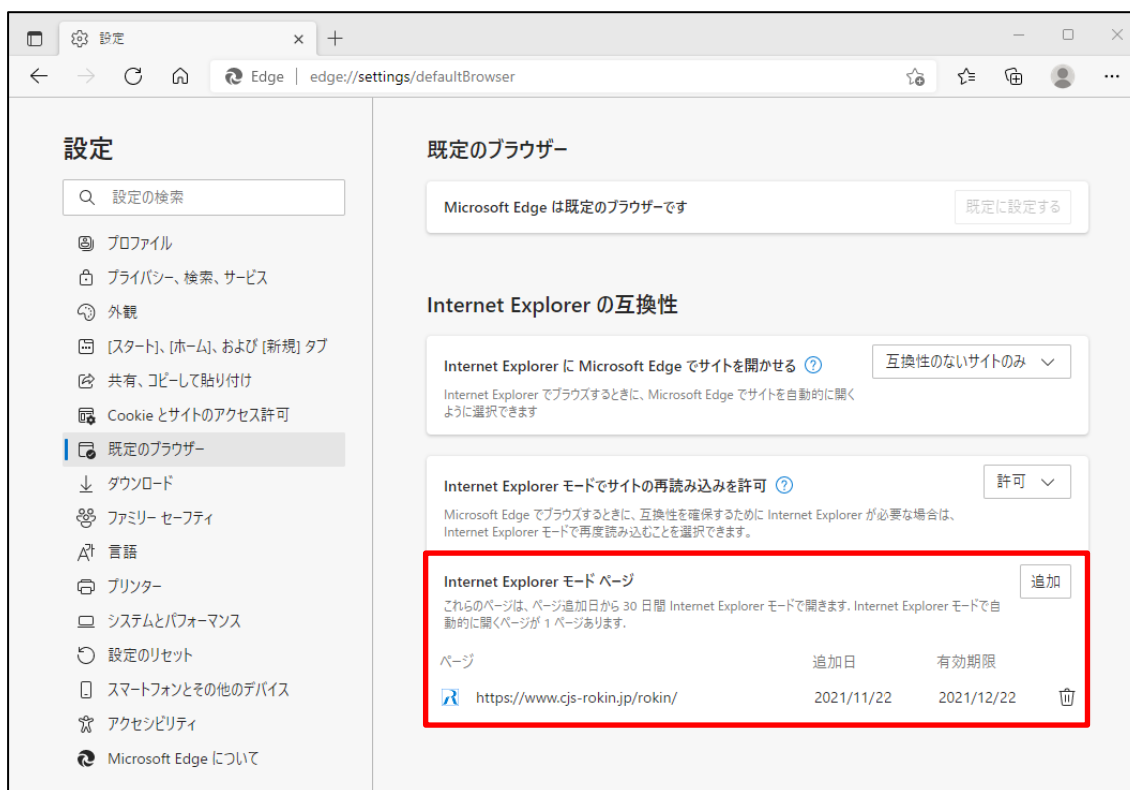 設定
Edge edge://settings/defaultBrowser
設定
設定の検索
プロファイル
プライバシー、検索、サービス
外観
[スタート]、[ホーム]、および [新規] タブ
共有、コピーして貼り付け
Cookie とサイトのアクセス許可
既定のブラウザー
ダウンロード
ファミリー セーフティ
言語
プリンター
システムとパフォーマンス
設定のリセット
スマートフォンとその他のデバイス
アクセシビリティ
Microsoft Edge について
既定のブラウザー
Microsoft Edge は既定のブラウザーです
既定に設定する
Internet Explorer の互換性
Internet Explorer に Microsoft Edge でサイトを開かせる
互換性のないサイトのみ
Internet Explorer でブラウズするときに、Microsoft Edge でサイトを自動的に開く
ように選択できます
Internet Explorer モードでサイトの再読み込みを許可
許可
Microsoft Edge でブラウズするときに、互換性を確保するために Internet Explorer が必要な場合は、
Internet Explorer モードで再度読み込むことを選択できます。
Internet Explorer モード ページ
追加
これらのページは、ページ追加日から 30 日間 Internet Explorer モードで開きます. Internet Explorer モードで自
動的に開くページが 1 ページあります.
ページ 追加日 有効期限
https://www.cjs-rokin.jp/rokin/ 2021/11/22 2021/12/22